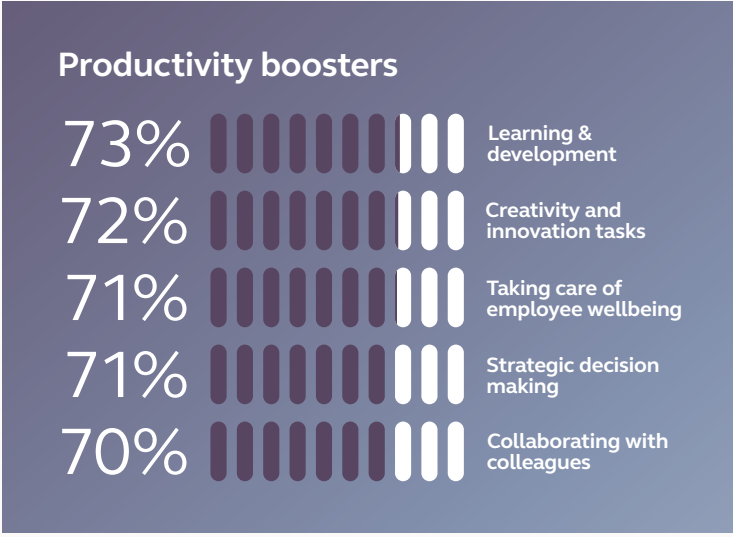 Productivity boosters
73%
Learning &
development
72%
Creativity and
innovation tasks
71%
Taking care of
employee wellbeing
71%
Strategic decision
making
70%
Collaborating with
colleagues